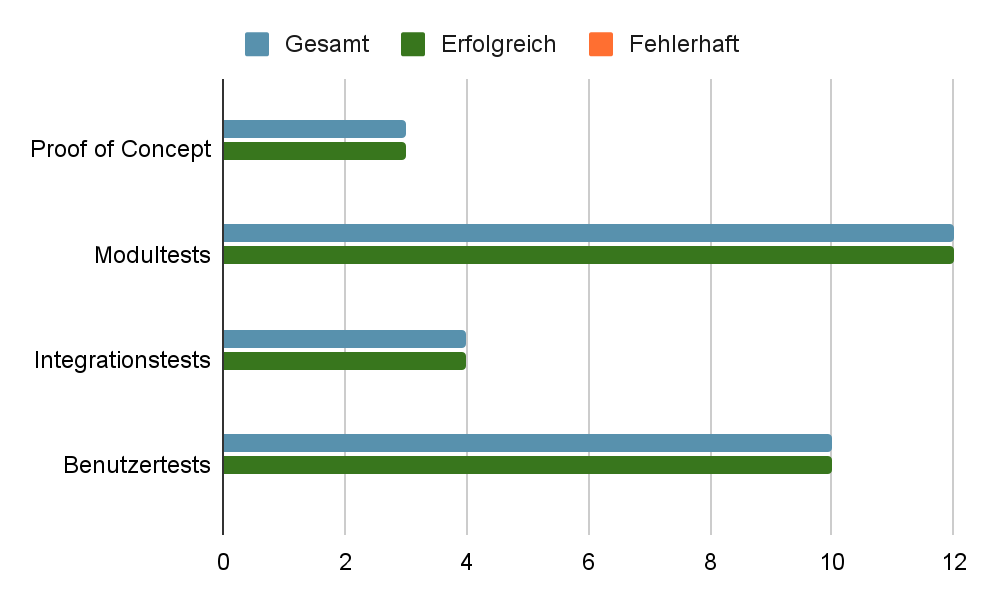 Gesamt Erfolgreich Fehlerhaft
Proof of Concept
Modultests
Integrationstests
Benutzertests
0 2 4 6 8 10 12